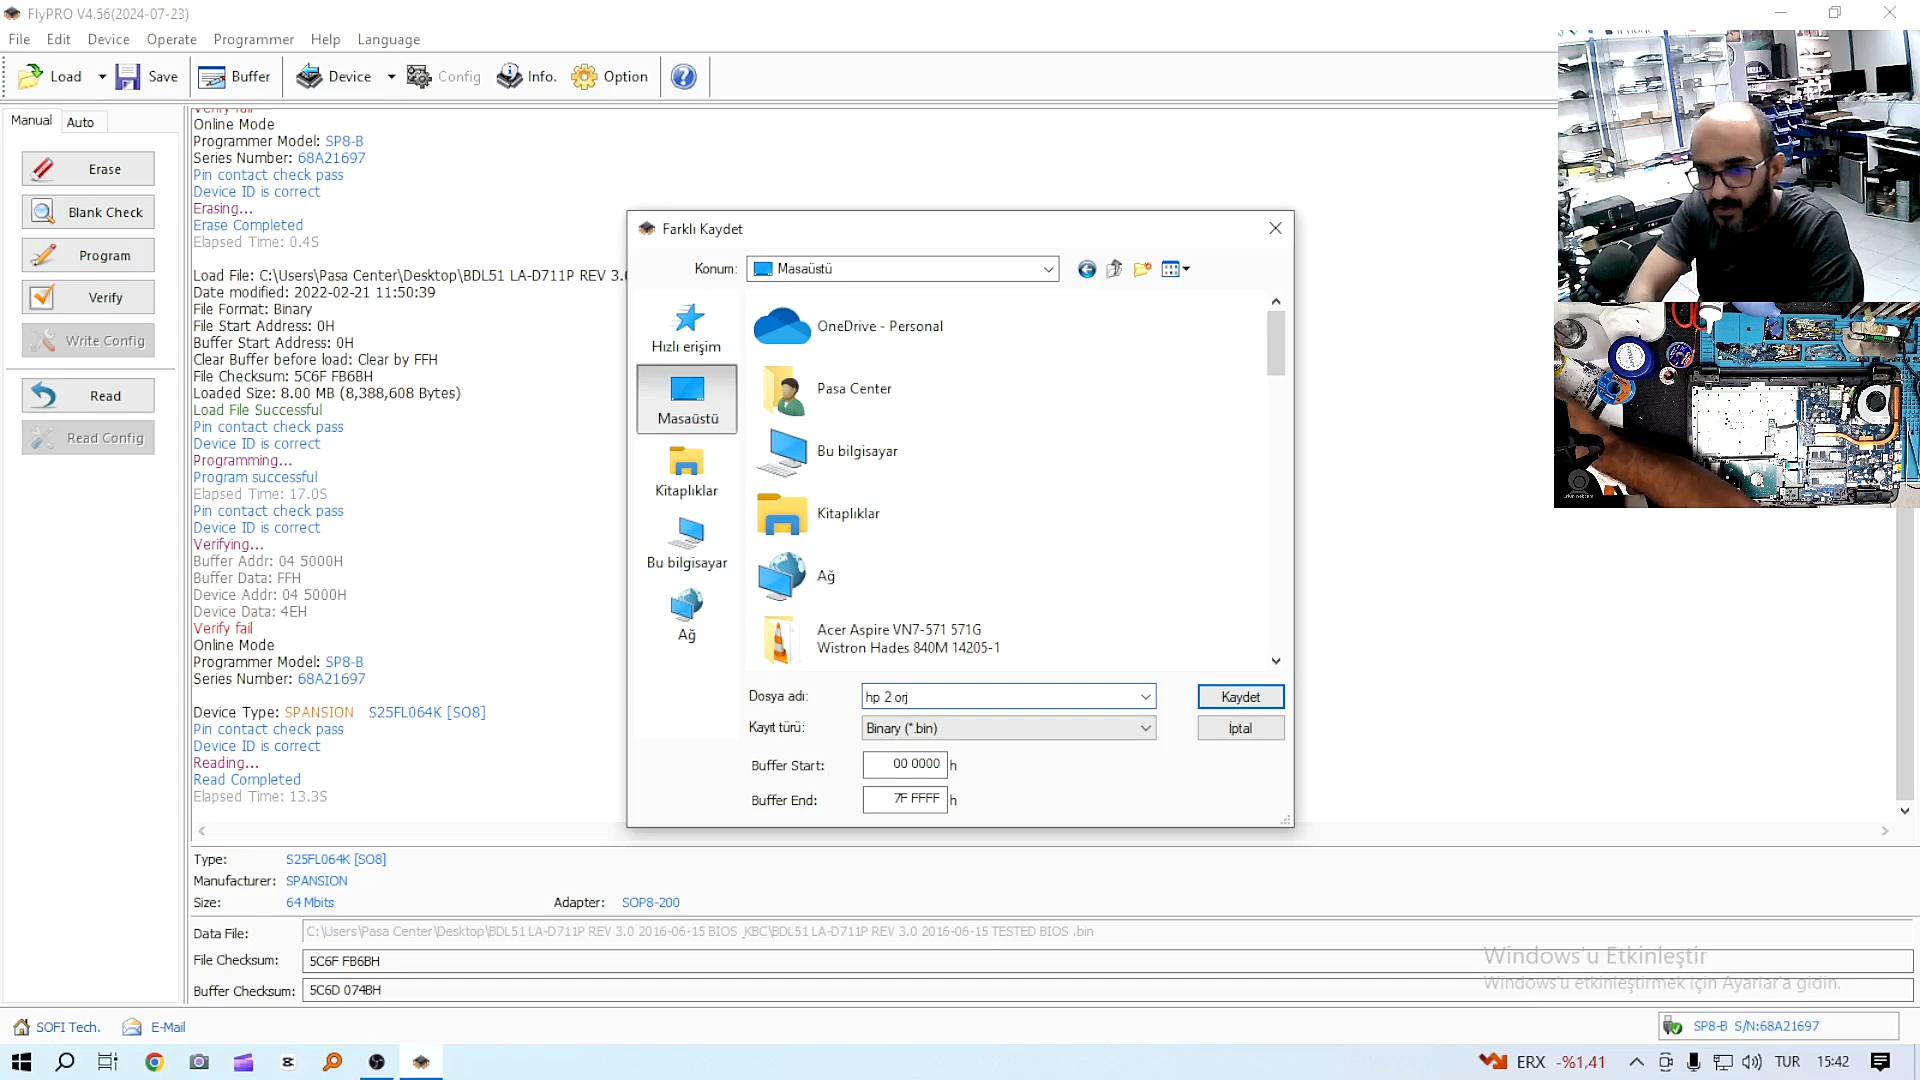 FlyPRO V4.56(2024-07-23)
File Edit Device Operate Programmer Help Language
Load Save Buffer Device Config Info. Option
Manual Auto
Erase
Blank Check
Program
Verify
Write Config
Read
Read Config
Verify fail
Online Mode
Programmer Model: SP8-B
Series Number: 68A21697
Pin contact check pass
Device ID is correct
Erasing...
Erase Completed
Elapsed Time: 0.4S
Load File: C:\Users\Pasa Center\Desktop\BDL51 LA-D711P REV 3.0
Date modified: 2022-02-21 11:50:39
File Format: Binary
File Start Address: 0H
Buffer Start Address: 0H
Clear Buffer before load: Clear by FFH
File Checksum: 5C6F FB6BH
Loaded Size: 8.00 MB (8,388,608 Bytes)
Load File Successful
Pin contact check pass
Device ID is correct
Programming...
Program successful
Elapsed Time: 17.0S
Pin contact check pass
Device ID is correct
Verifying...
Buffer Addr: 04 5000H
Buffer Data: FFH
Device Addr: 04 5000H
Device Data: 4EH
Verify fail
Online Mode
Programmer Model: SP8-B
Series Number: 68A21697
Device Type: SPANSION S25FL064K [SO8]
Pin contact check pass
Device ID is correct
Reading...
Read Completed
Elapsed Time: 13.3S
Farklı Kaydet
Konum: Masaüstü
Hızlı erişim
Masaüstü
Kitaplıklar
Bu bilgisayar
Ağ
OneDrive - Personal
Pasa Center
Bu bilgisayar
Kitaplıklar
Ağ
Acer Aspire VN7-571 571G
Wistron Hades 840M 14205-1
Dosya adı: hp 2 orj Kaydet
Kayıt türü: Binary (*.bin) İptal
Buffer Start: 00 0000 h
Buffer End: 7F FFFF h
Type: S25FL064K [SO8]
Manufacturer: SPANSION
Size: 64 Mbits Adapter: SOP8-200
Data File: C:\Users\Pasa Center\Desktop\BDL51 LA-D711P REV 3.0 2016-06-15 BIOS _KBC\BDL51 LA-D711P REV 3.0 2016-06-15 TESTED BIOS .bin
File Checksum: 5C6F FB6BH
Buffer Checksum: 5C6D 074BH
Windows'u Etkinleştir
Windows'u etkinleştirmek için Ayarlar'a gidin.
SOFI Tech. E-Mail SP8-B S/N:68A21697
ERX -%1,41 TUR 15:42